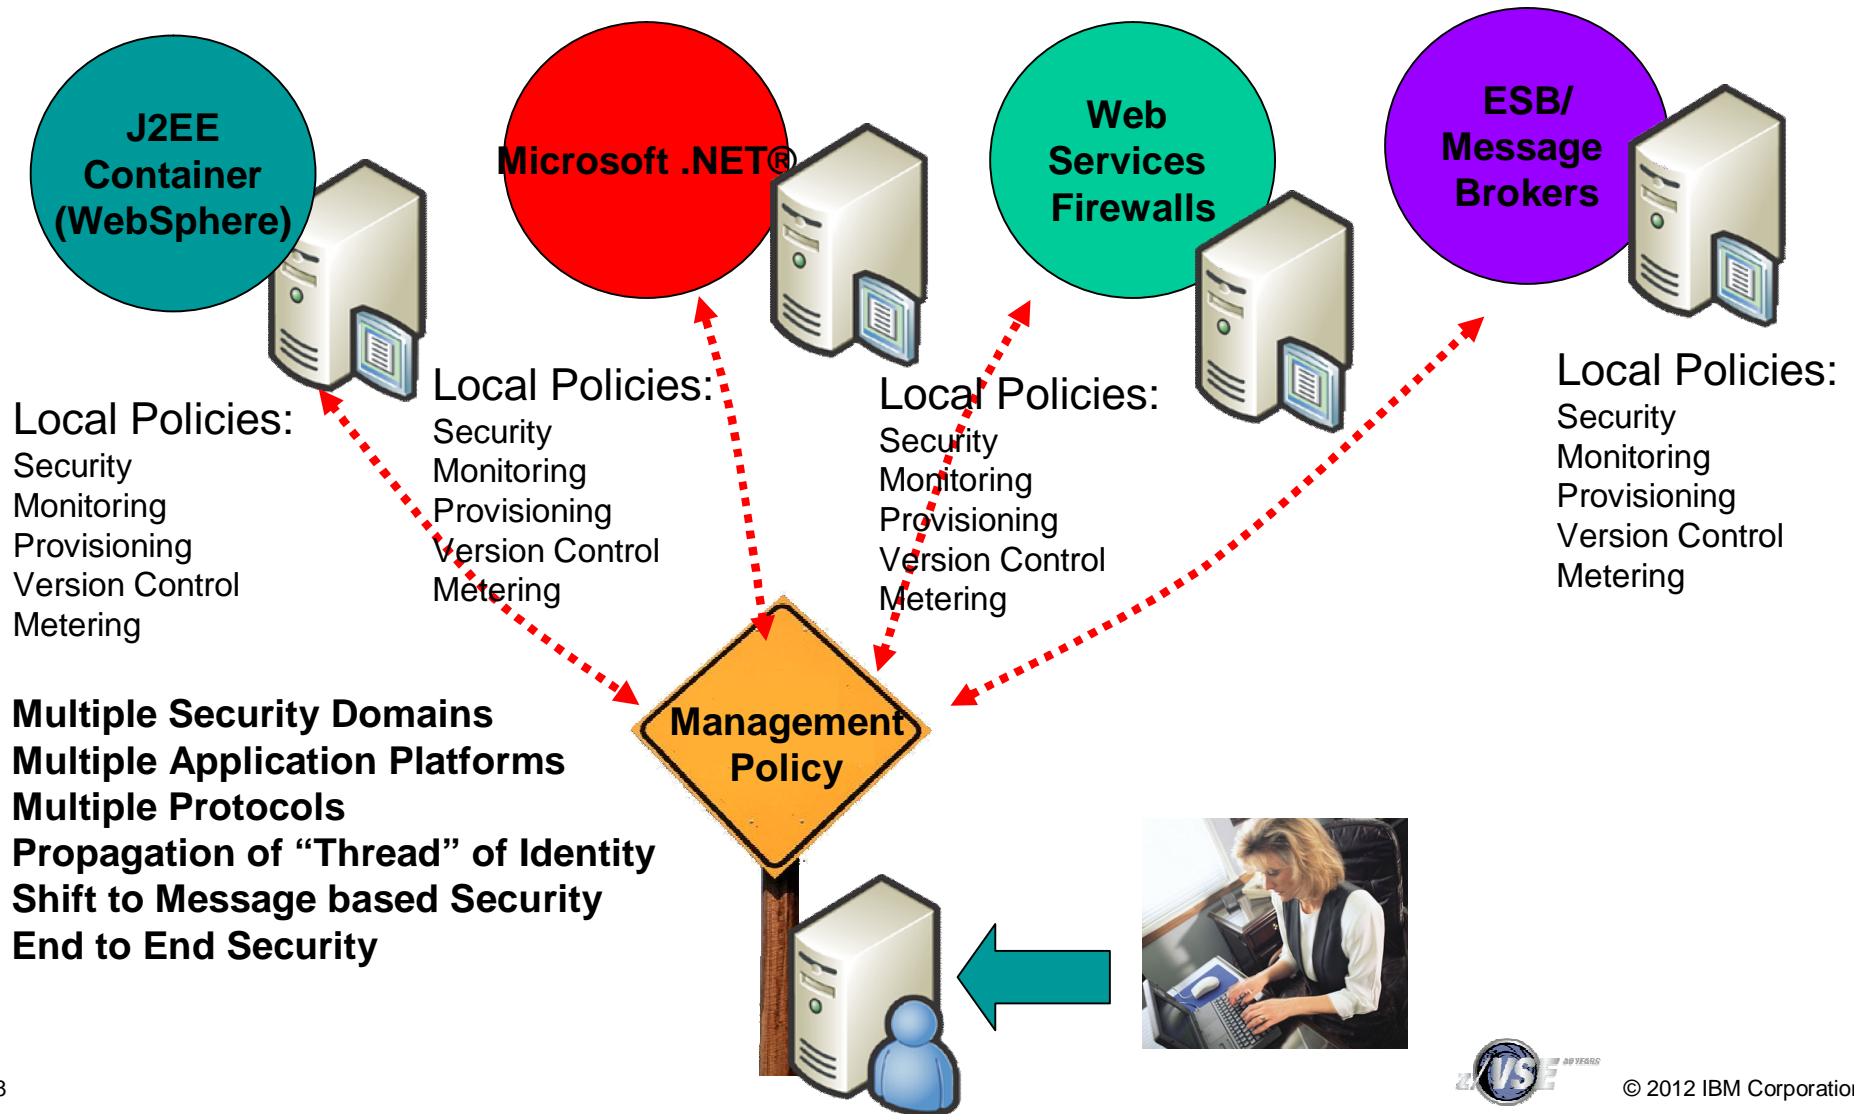 J2EE
Container
(WebSphere)
Microsoft .NET®
Web
Services
Firewalls
ESB/
Message
Brokers
Local Policies:
Security
Monitoring
Provisioning
Version Control
Metering
Local Policies:
Security
Monitoring
Provisioning
Version Control
Metering
Local Policies:
Security
Monitoring
Provisioning
Version Control
Metering
Local Policies:
Security
Monitoring
Provisioning
Version Control
Metering
Multiple Security Domains
Multiple Application Platforms
Multiple Protocols
Propagation of “Thread” of Identity
Shift to Message based Security
End to End Security
Management
Policy
3
z/VSE 40 YEARS
© 2012 IBM Corporation